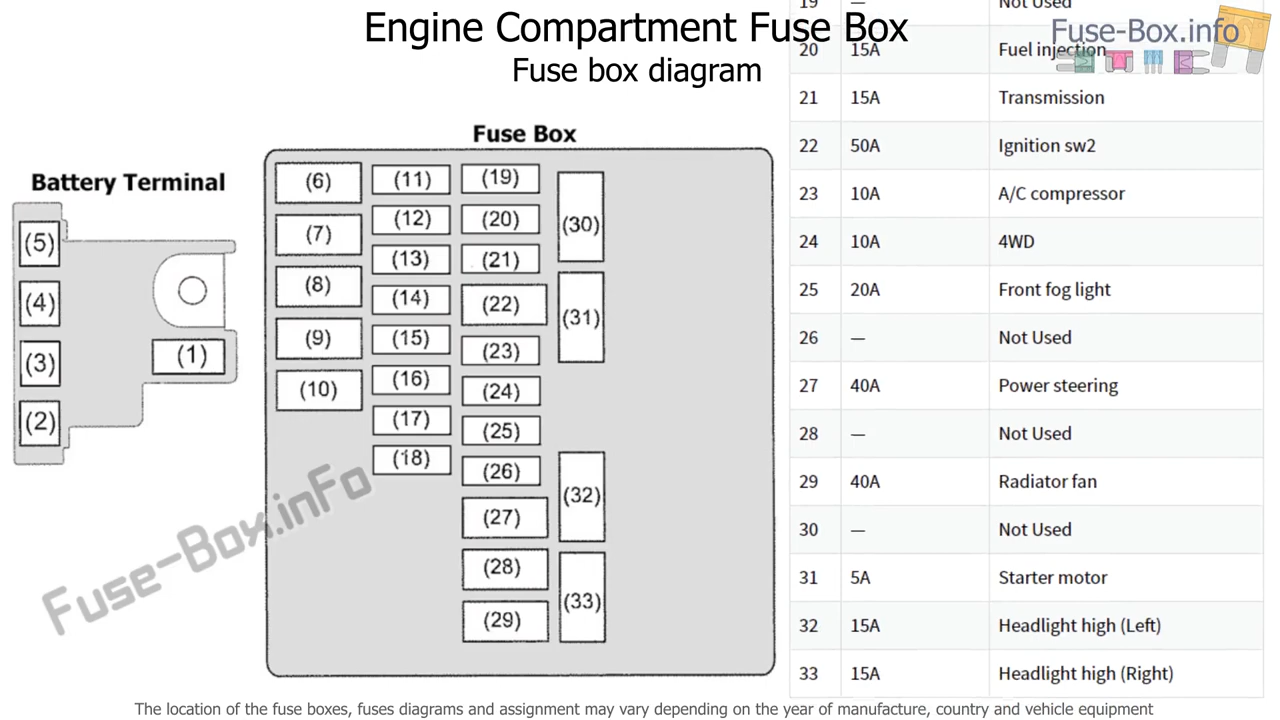 Engine Compartment Fuse Box
Fuse box diagram
Fuse-Box.info
Battery Terminal
(5)
(4)
(3)
(2)
(1)
Fuse Box
(6)
(7)
(8)
(9)
(10)
(11)
(12)
(13)
(14)
(15)
(16)
(17)
(18)
(19)
(20)
(21)
(22)
(23)
(24)
(25)
(26)
(27)
(28)
(29)
(30)
(31)
(32)
(33)
Fuse-Box.inFo
19 — Not Used
20 15A Fuel injection
21 15A Transmission
22 50A Ignition sw2
23 10A A/C compressor
24 10A 4WD
25 20A Front fog light
26 — Not Used
27 40A Power steering
28 — Not Used
29 40A Radiator fan
30 — Not Used
31 5A Starter motor
32 15A Headlight high (Left)
33 15A Headlight high (Right)
The location of the fuse boxes, fuses diagrams and assignment may vary depending on the year of manufacture, country and vehicle equipment